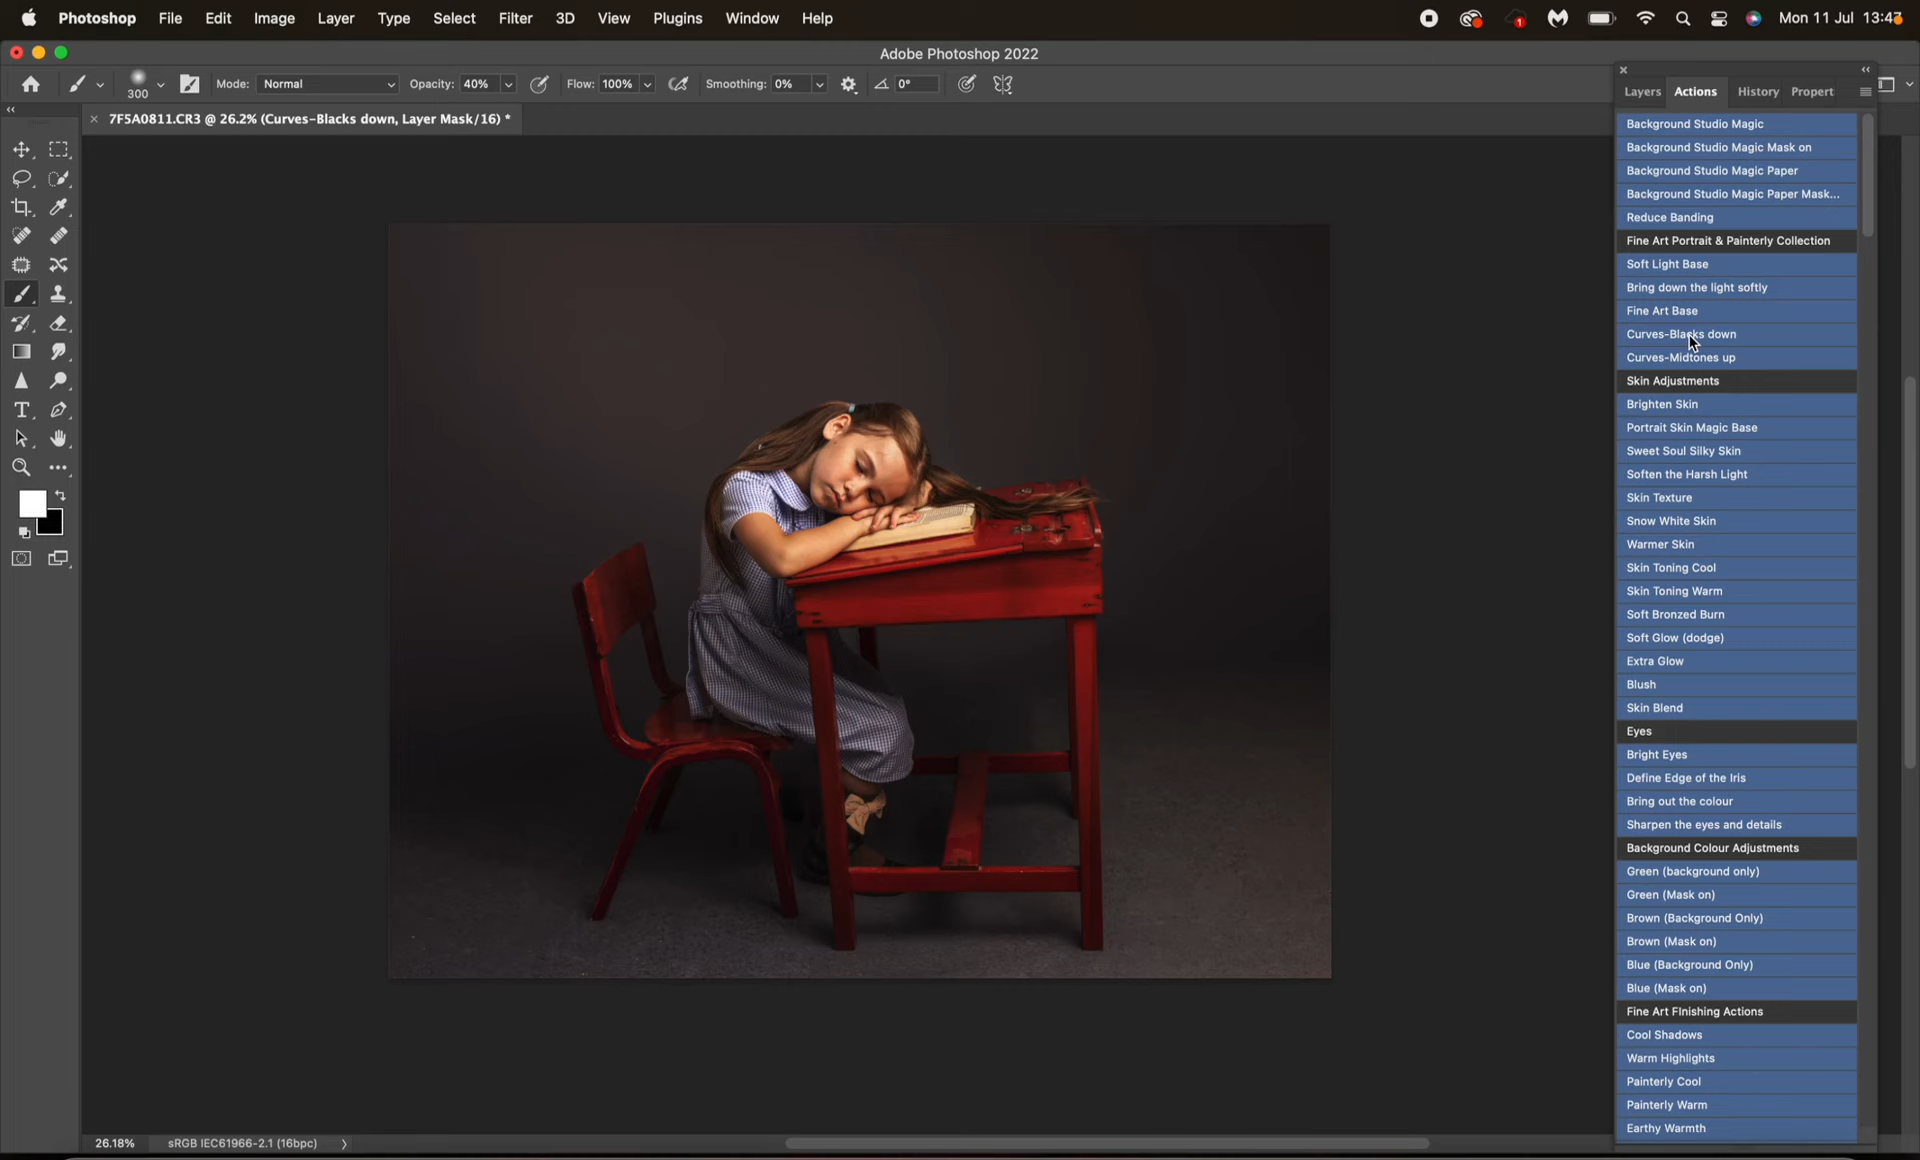 Photoshop File Edit Image Layer Type Select Filter 3D View Plugins Window Help 1 Mon 11 Jul 13:47
Adobe Photoshop 2022
300 Mode: Normal Opacity: 40% Flow: 100% Smoothing: 0% 0°
7F5A0811.CR3 @ 26.2% (Curves-Blacks down, Layer Mask/16) *
Layers Actions History Propert
Background Studio Magic
Background Studio Magic Mask on
Background Studio Magic Paper
Background Studio Magic Paper Mask...
Reduce Banding
Fine Art Portrait & Painterly Collection
Soft Light Base
Bring down the light softly
Fine Art Base
Curves-Blacks down
Curves-Midtones up
Skin Adjustments
Brighten Skin
Portrait Skin Magic Base
Sweet Soul Silky Skin
Soften the Harsh Light
Skin Texture
Snow White Skin
Warmer Skin
Skin Toning Cool
Skin Toning Warm
Soft Bronzed Burn
Soft Glow (dodge)
Extra Glow
Blush
Skin Blend
Eyes
Bright Eyes
Define Edge of the Iris
Bring out the colour
Sharpen the eyes and details
Background Colour Adjustments
Green (background only)
Green (Mask on)
Brown (Background Only)
Brown (Mask on)
Blue (Background Only)
Blue (Mask on)
Fine Art FInishing Actions
Cool Shadows
Warm Highlights
Painterly Cool
Painterly Warm
Earthy Warmth
26.18% sRGB IEC61966-2.1 (16bpc)